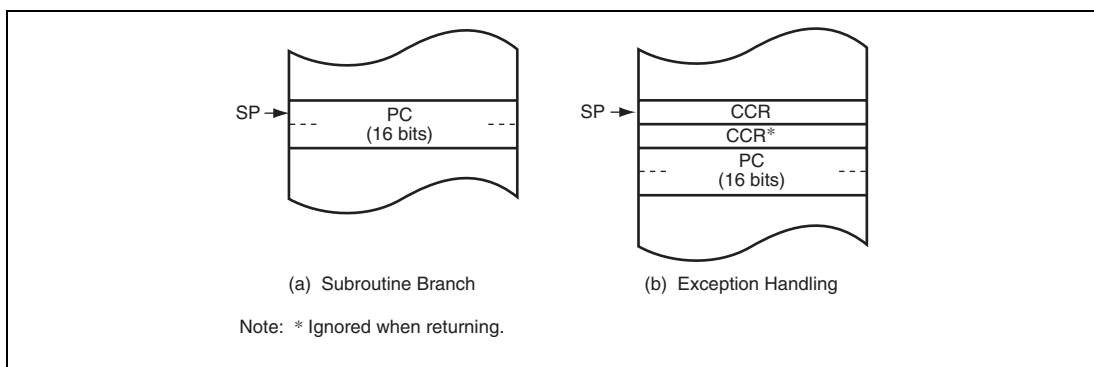 SP
PC
(16 bits)
(a) Subroutine Branch
SP
CCR
CCR*
PC
(16 bits)
(b) Exception Handling
Note: * Ignored when returning.